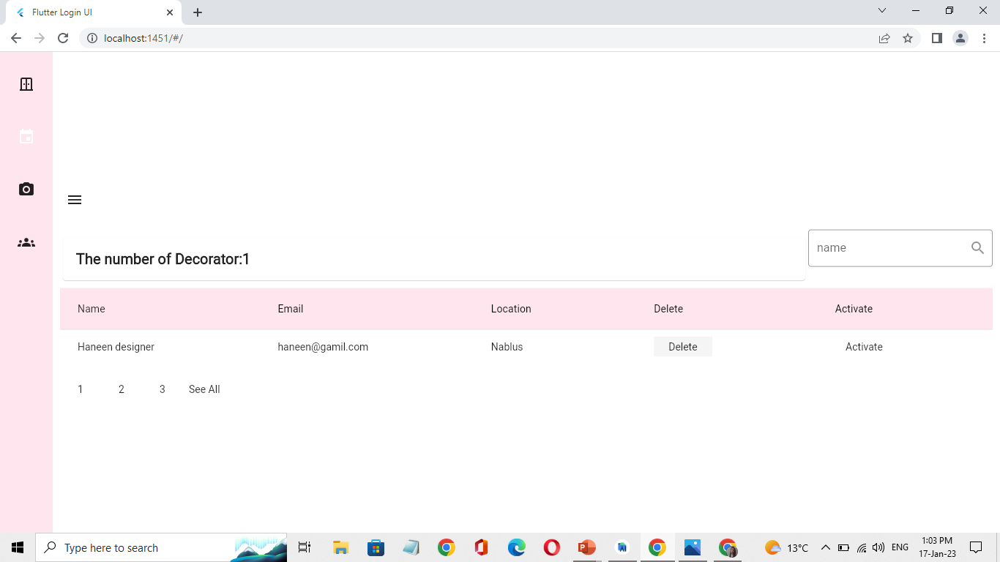 Flutter Login UI
localhost:1451/#/
name
The number of Decorator:1
Name Email Location Delete Activate
Haneen designer haneen@gamil.com Nablus Delete Activate
1 2 3 See All
Type here to search
13°C
ENG
1:03 PM
17-Jan-23